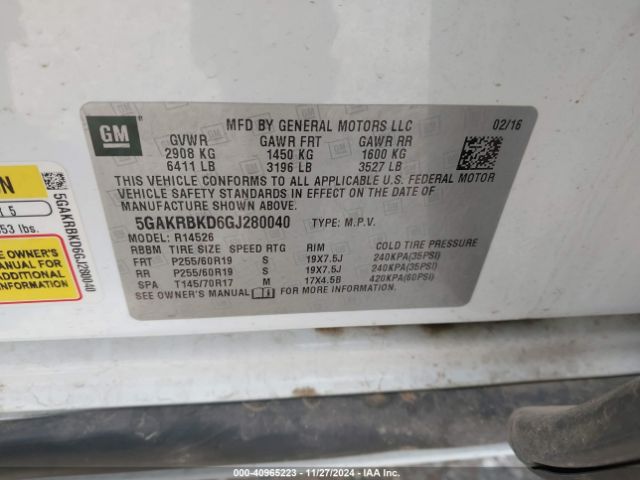 GM
MFD BY GENERAL MOTORS LLC 02/16
GVWR GAWR FRT GAWR RR
2908 KG 1450 KG 1600 KG
6411 LB 3196 LB 3527 LB
THIS VEHICLE CONFORMS TO ALL APPLICABLE U.S. FEDERAL MOTOR
VEHICLE SAFETY STANDARDS IN EFFECT ON THE DATE OF
MANUFACTURE SHOWN ABOVE.
5GAKRBKD6GJ280040 TYPE: M.P.V.
MODEL: R14526
RBBM TIRE SIZE SPEED RTG RIM COLD TIRE PRESSURE
FRT P255/60R19 S 19X7.5J 240KPA(35PSI)
RR P255/60R19 S 19X7.5J 240KPA(35PSI)
SPA T145/70R17 M 17X4.5B 420KPA(60PSI)
SEE OWNER'S MANUAL FOR MORE INFORMATION
5
lbs.
OWNER'S
MANUAL FOR
ADDITIONAL
INFORMATION
5GAKRBKD6GJ280040
000-40965223 - 11/27/2024 - IAA Inc.